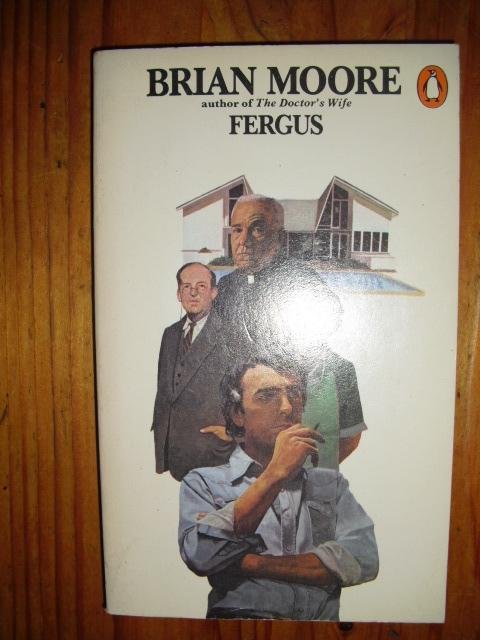 BRIAN MOORE
author of The Doctor's Wife
FERGUS